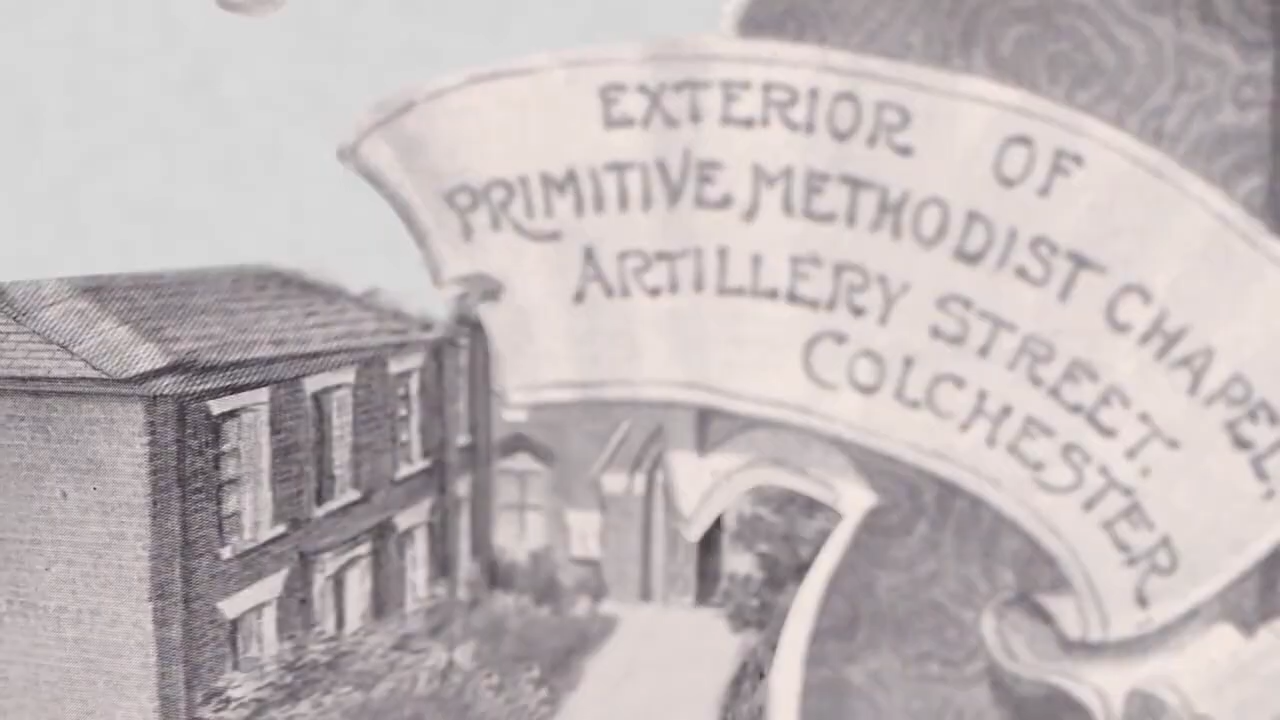 EXTERIOR OF
PRIMITIVE METHODIST CHAPEL,
ARTILLERY STREET.
COLCHESTER